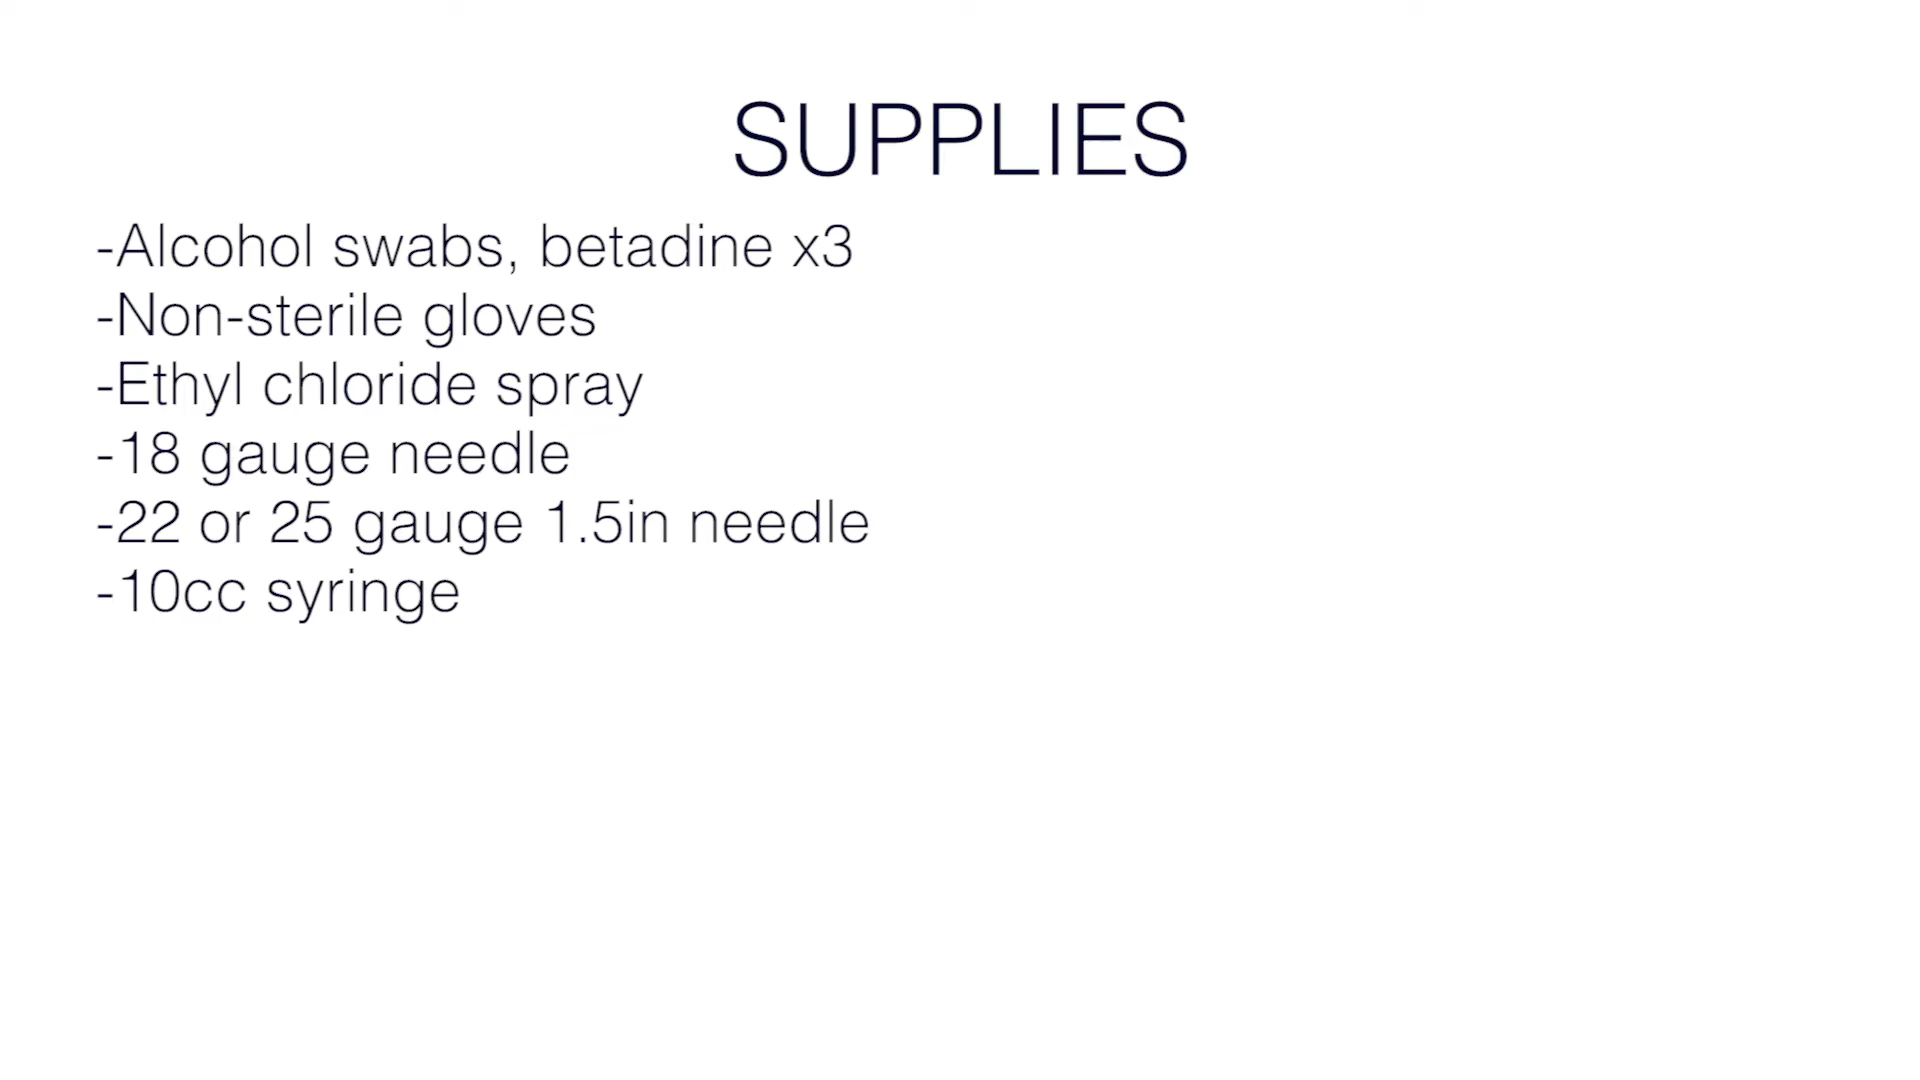 SUPPLIES
-Alcohol swabs, betadine x3
-Non-sterile gloves
-Ethyl chloride spray
-18 gauge needle
-22 or 25 gauge 1.5in needle
-10cc syringe